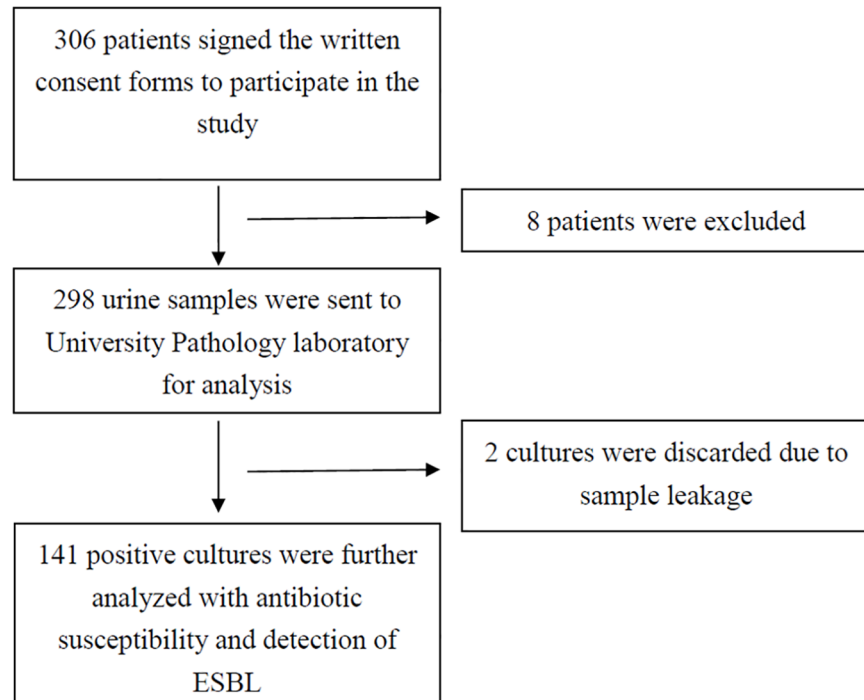 306 patients signed the written
consent forms to participate in the
study
8 patients were excluded
298 urine samples were sent to
University Pathology laboratory
for analysis
2 cultures were discarded due to
sample leakage
141 positive cultures were further
analyzed with antibiotic
susceptibility and detection of
ESBL